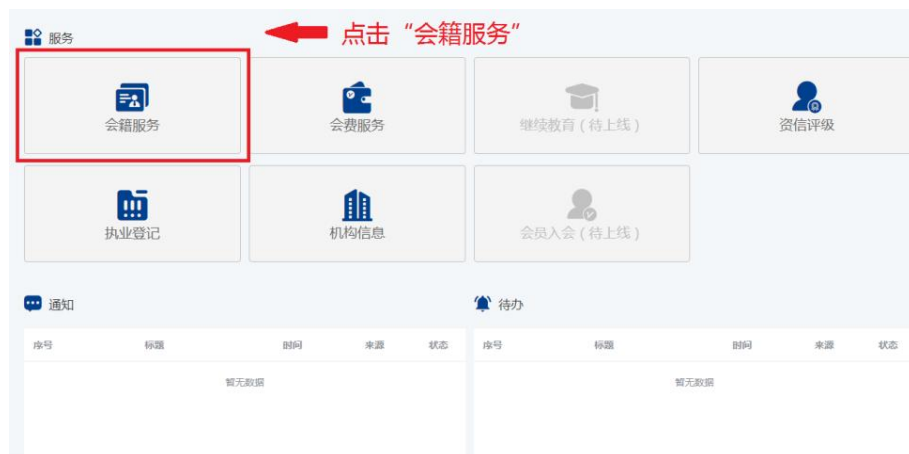 服务
点击“会籍服务”
会籍服务
会费服务
继续教育（待上线）
资信评级
执业登记
机构信息
会员入会（待上线）
通知
待办
序号 标题 时间 来源 状态
序号 标题 时间 来源 状态
暂无数据
暂无数据